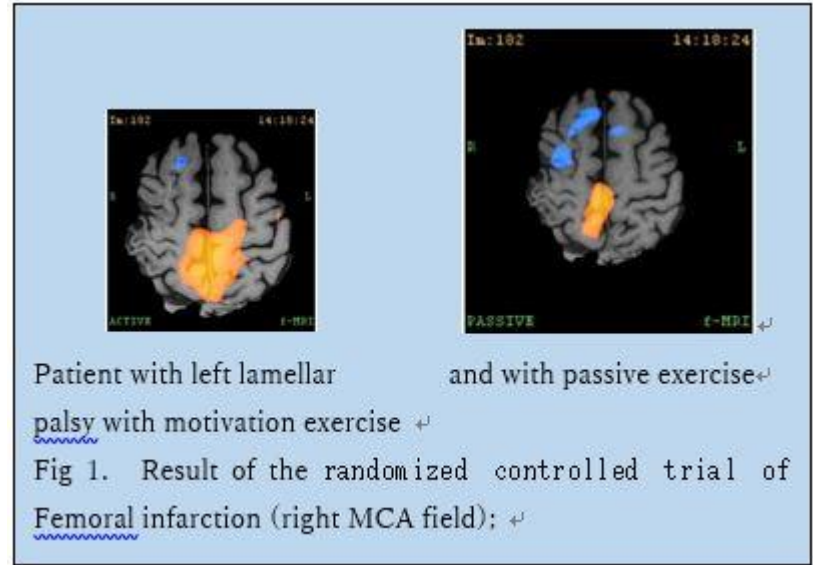 Im:182 14:18:24
R L
ACTIVE f-MRI
Im:182 14:18:24
R L
PASSIVE f-MRI
Patient with left lamellar
palsy with motivation exercise
and with passive exercise
Fig 1. Result of the randomized controlled trial of
Femoral infarction (right MCA field);